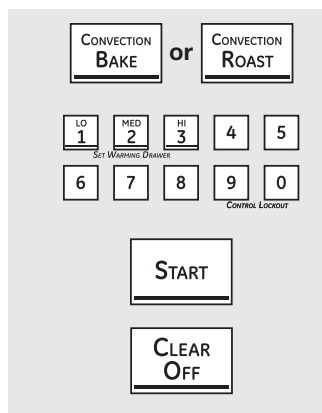 CONVECTION BAKE or CONVECTION ROAST
LO 1 MED 2 HI 3 4 5
SET WARMING DRAWER
6 7 8 9 0
CONTROL LOCKOUT
START
CLEAR
OFF